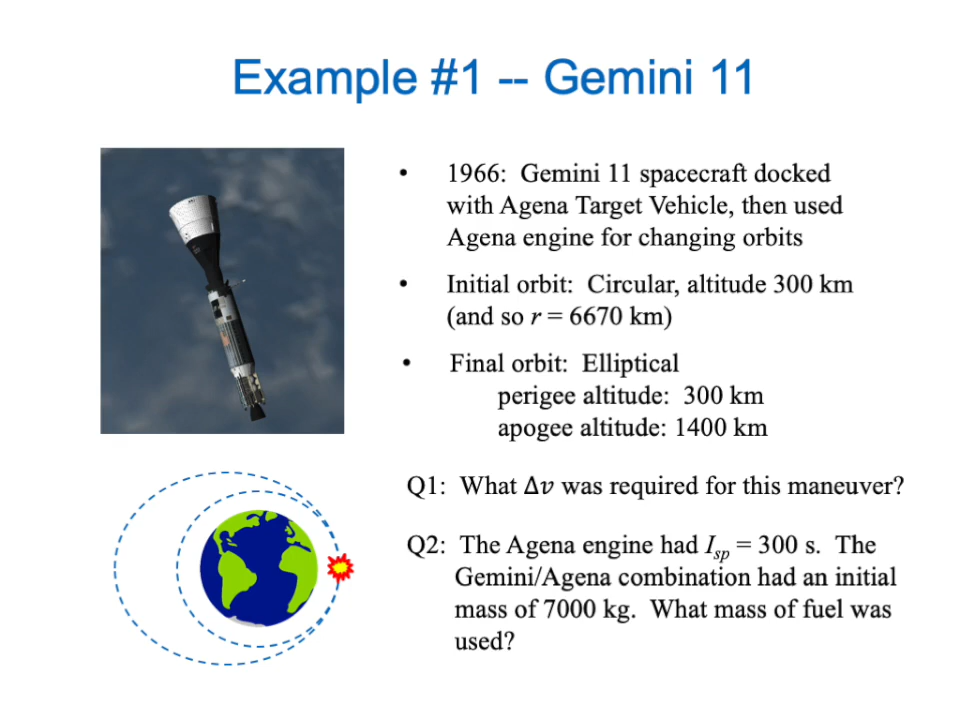 Example #1 -- Gemini 11
• 1966: Gemini 11 spacecraft docked
with Agena Target Vehicle, then used
Agena engine for changing orbits
• Initial orbit: Circular, altitude 300 km
(and so r = 6670 km)
• Final orbit: Elliptical
perigee altitude: 300 km
apogee altitude: 1400 km
Q1: What Δv was required for this maneuver?
Q2: The Agena engine had Isp = 300 s. The
Gemini/Agena combination had an initial
mass of 7000 kg. What mass of fuel was
used?